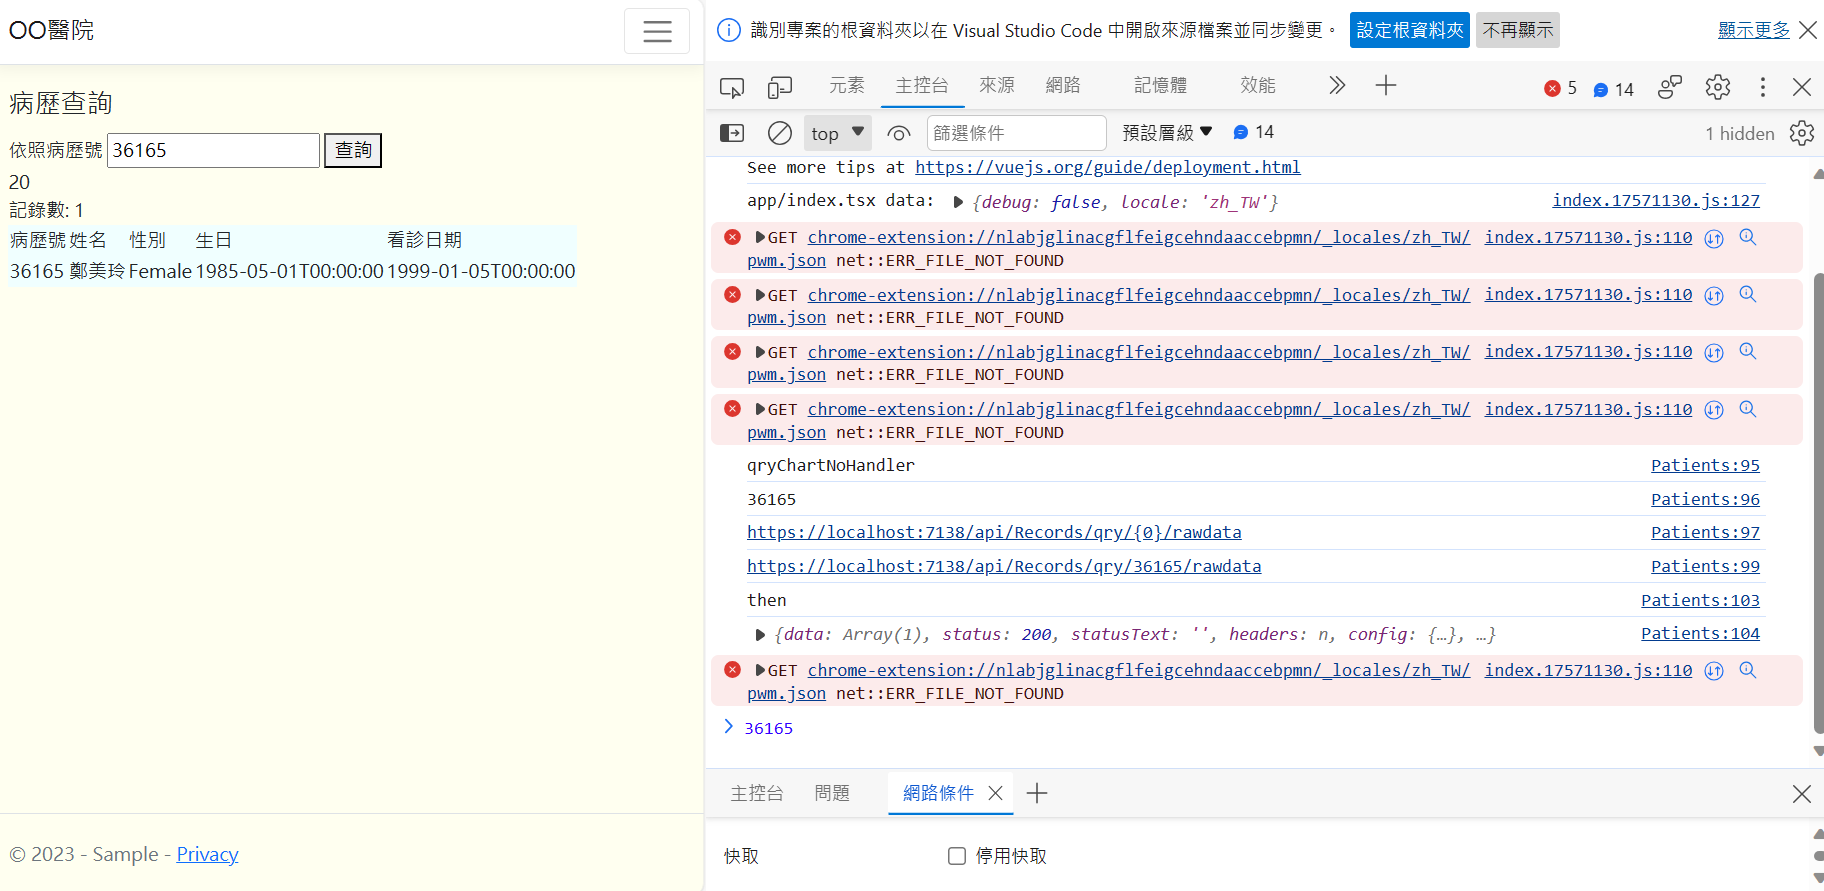 OO醫院
病歷查詢
依照病歷號 36165 查詢
20
記錄數: 1
病歷號 姓名 性別 生日 看診日期
36165 鄭美玲 Female 1985-05-01T00:00:00 1999-01-05T00:00:00
© 2023 - Sample - Privacy
識別專案的根資料夾以在 Visual Studio Code 中開啟來源檔案並同步變更。 設定根資料夾 不再顯示 顯示更多
元素 主控台 來源 網路 記憶體 效能 5 14
top 篩選條件 預設層級 14 1 hidden
See more tips at https://vuejs.org/guide/deployment.html
app/index.tsx data: {debug: false, locale: 'zh_TW'} index.17571130.js:127
GET chrome-extension://nlabjglinacgflfeigcehndaaccebpmn/_locales/zh_TW/ index.17571130.js:110
pwm.json net::ERR_FILE_NOT_FOUND
GET chrome-extension://nlabjglinacgflfeigcehndaaccebpmn/_locales/zh_TW/ index.17571130.js:110
pwm.json net::ERR_FILE_NOT_FOUND
GET chrome-extension://nlabjglinacgflfeigcehndaaccebpmn/_locales/zh_TW/ index.17571130.js:110
pwm.json net::ERR_FILE_NOT_FOUND
GET chrome-extension://nlabjglinacgflfeigcehndaaccebpmn/_locales/zh_TW/ index.17571130.js:110
pwm.json net::ERR_FILE_NOT_FOUND
qryChartNoHandler Patients:95
36165 Patients:96
https://localhost:7138/api/Records/qry/{0}/rawdata Patients:97
https://localhost:7138/api/Records/qry/36165/rawdata Patients:99
then Patients:103
{data: Array(1), status: 200, statusText: '', headers: n, config: {…}, …} Patients:104
GET chrome-extension://nlabjglinacgflfeigcehndaaccebpmn/_locales/zh_TW/ index.17571130.js:110
pwm.json net::ERR_FILE_NOT_FOUND
36165
主控台 問題 網路條件
快取 停用快取